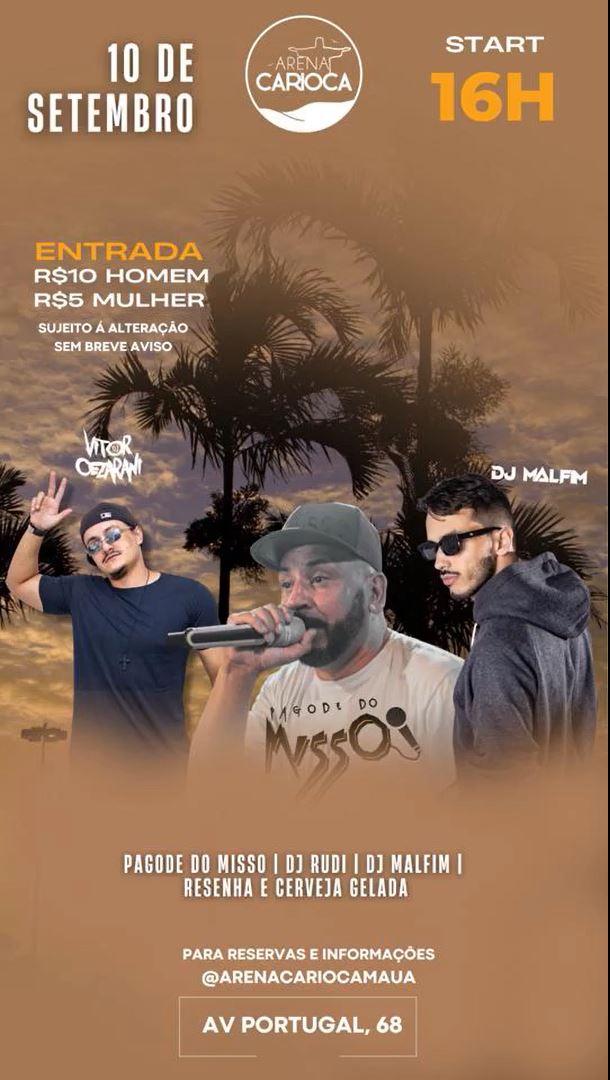 10 DE
SETEMBRO
ARENA
CARIOCA
START
16H
ENTRADA
R$10 HOMEM
R$5 MULHER
SUJEITO Á ALTERAÇÃO
SEM BREVE AVISO
VITOR
CEZARANI
DJ MALFIM
PAGODE DO
MISSO
PAGODE DO MISSO | DJ RUDI | DJ MALFIM |
RESENHA E CERVEJA GELADA
PARA RESERVAS E INFORMAÇÕES
@ARENACARIOCAMAUA
AV PORTUGAL, 68